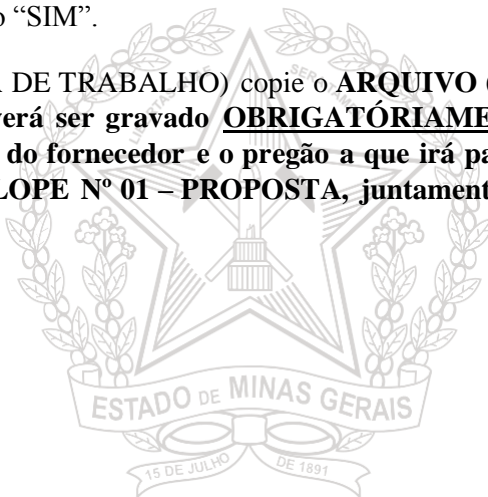 o “SIM”.
DE TRABALHO) copie o ARQUIVO
verá ser gravado OBRIGATÓRIAME
do fornecedor e o pregão a que irá pa
LOPE Nº 01 – PROPOSTA, juntament
ESTADO DE MINAS GERAIS
15 DE JULHO DE 1891